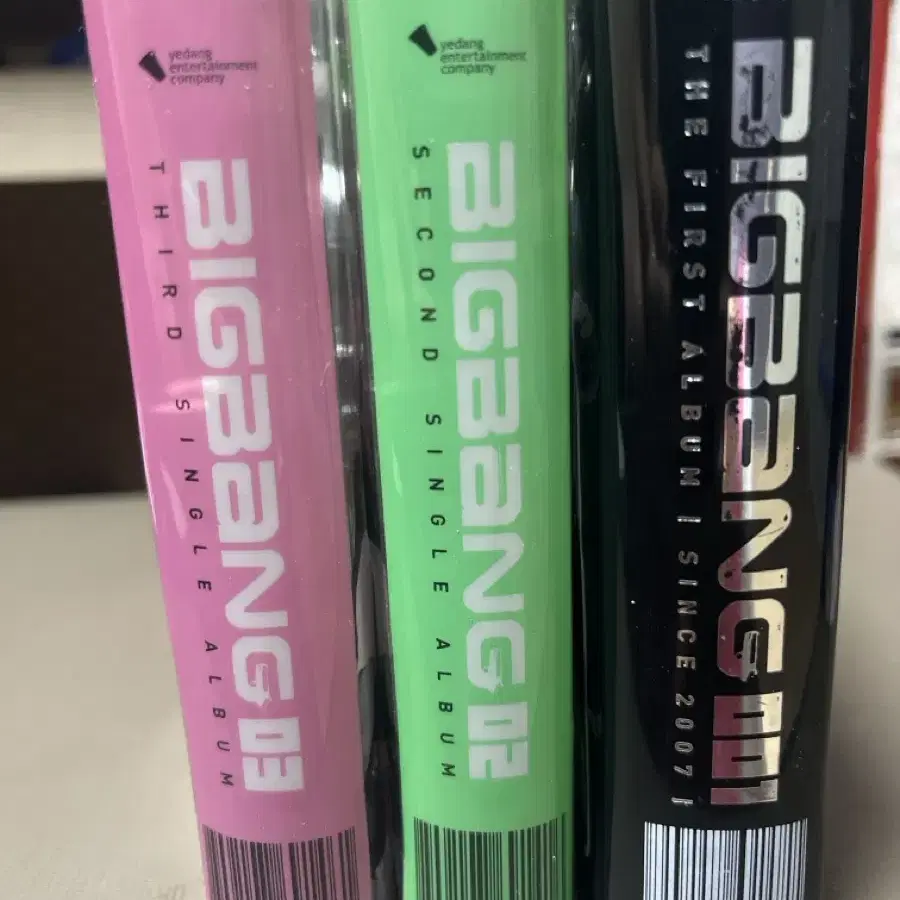 yedang
entertainment
company
THIRD SINGLE ALBUM
BIGBANG 03
yedang
entertainment
company
SECOND SINGLE ALBUM
BIGBANG 02
THE FIRST ALBUM | SINCE 2007 |
BIGBANG 001